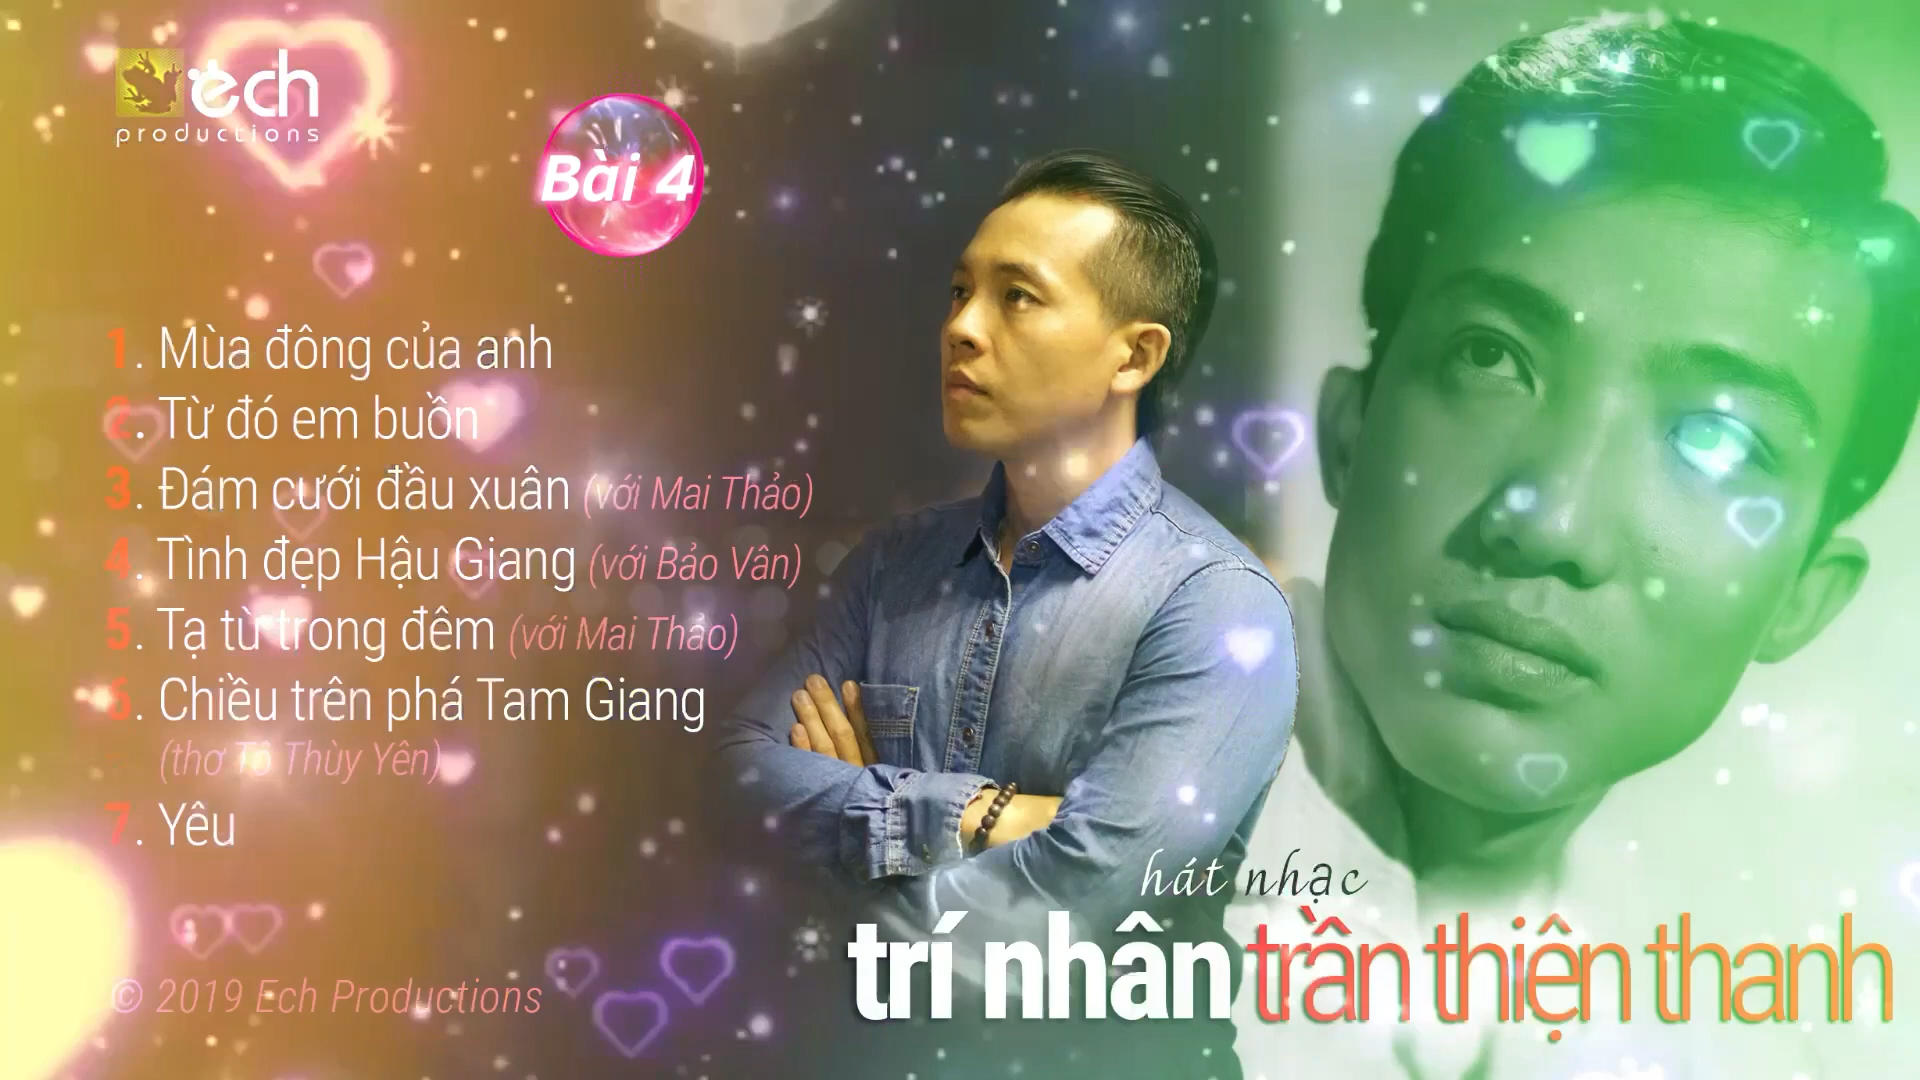 ech
productions
Bài 4
1. Mùa đông của anh
2. Từ đó em buồn
3. Đám cưới đầu xuân (với Mai Thảo)
4. Tình đẹp Hậu Giang (với Bảo Vân)
5. Tạ từ trong đêm (với Mai Thảo)
6. Chiều trên phá Tam Giang
(thơ Tô Thùy Yên)
7. Yêu
hát nhạc
trí nhân trần thiện thanh
© 2019 Ech Productions